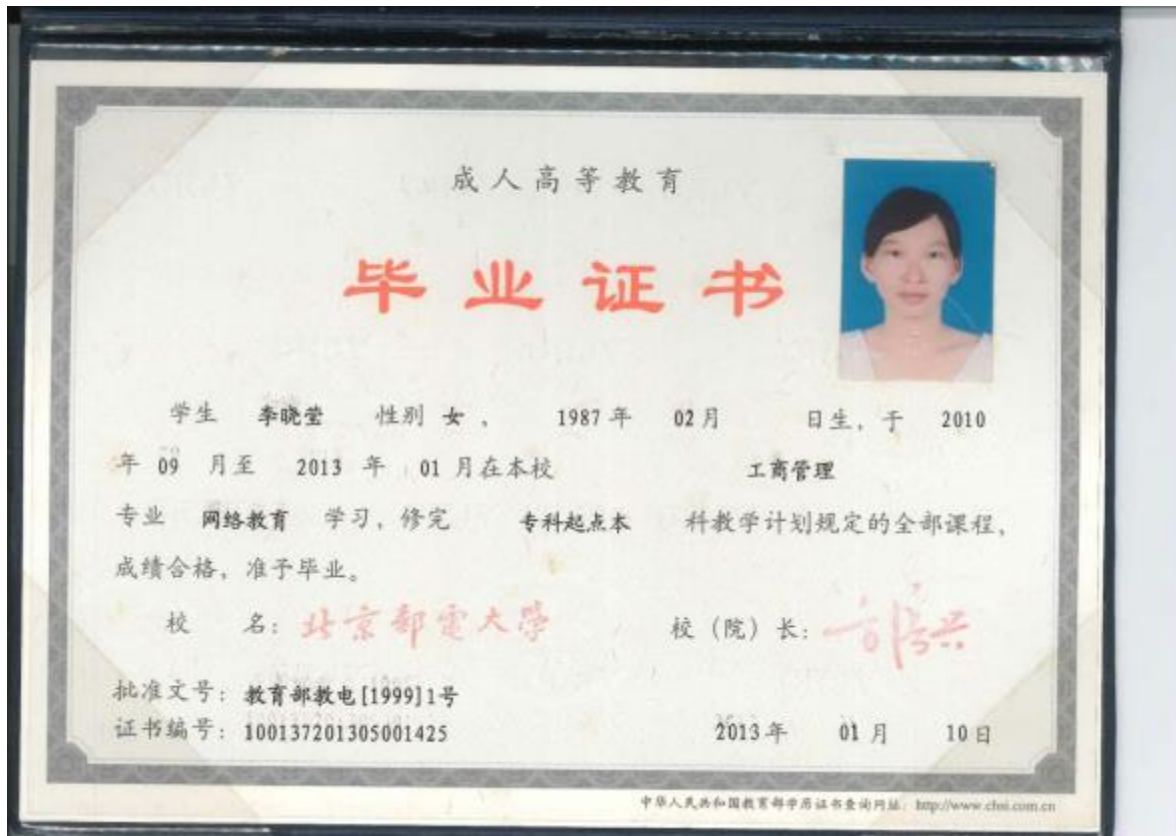 成人高等教育
毕业证书
学生 李晓莹 性别 女， 1987年 02月 日生，于 2010
年 09 月至 2013 年 01 月在本校 工商管理
专业 网络教育 学习，修完 专科起点本 科教学计划规定的全部课程，
成绩合格，准予毕业。
校 名：北京邮电大学 校（院）长：
批准文号：教育部教电[1999]1号
证书编号：100137201305001425 2013年 01月 10日
中华人民共和国教育部学历证书查询网址：http://www.chsi.com.cn